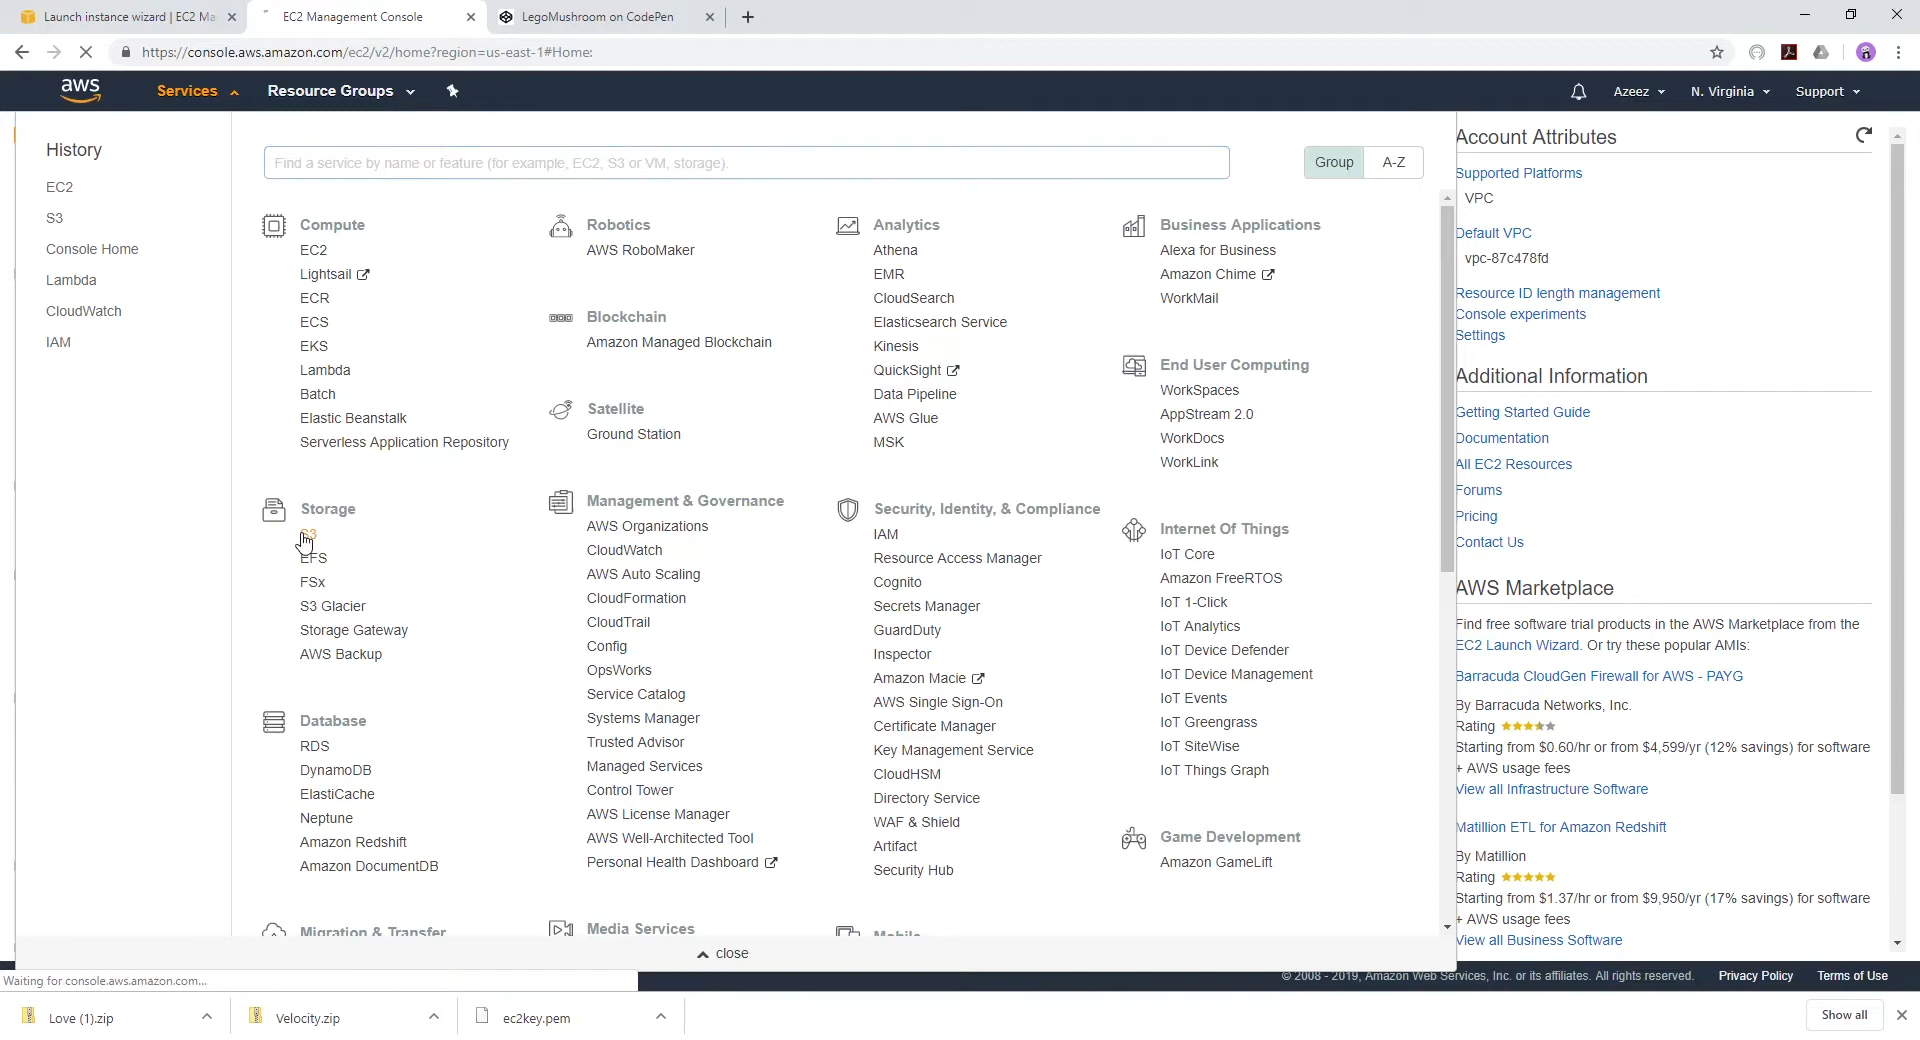 Launch instance wizard | EC2 Ma
EC2 Management Console
LegoMushroom on CodePen
https://console.aws.amazon.com/ec2/v2/home?region=us-east-1#Home:
aws
Services
Resource Groups
Azeez
N. Virginia
Support
History
EC2
S3
Console Home
Lambda
CloudWatch
IAM
Find a service by name or feature (for example, EC2, S3 or VM, storage).
Group
A-Z
Compute
EC2
Lightsail
ECR
ECS
EKS
Lambda
Batch
Elastic Beanstalk
Serverless Application Repository
Storage
S3
EFS
FSx
S3 Glacier
Storage Gateway
AWS Backup
Database
RDS
DynamoDB
ElastiCache
Neptune
Amazon Redshift
Amazon DocumentDB
Migration & Transfer
Robotics
AWS RoboMaker
Blockchain
Amazon Managed Blockchain
Satellite
Ground Station
Management & Governance
AWS Organizations
CloudWatch
AWS Auto Scaling
CloudFormation
CloudTrail
Config
OpsWorks
Service Catalog
Systems Manager
Trusted Advisor
Managed Services
Control Tower
AWS License Manager
AWS Well-Architected Tool
Personal Health Dashboard
Media Services
Analytics
Athena
EMR
CloudSearch
Elasticsearch Service
Kinesis
QuickSight
Data Pipeline
AWS Glue
MSK
Security, Identity, & Compliance
IAM
Resource Access Manager
Cognito
Secrets Manager
GuardDuty
Inspector
Amazon Macie
AWS Single Sign-On
Certificate Manager
Key Management Service
CloudHSM
Directory Service
WAF & Shield
Artifact
Security Hub
Mobile
Business Applications
Alexa for Business
Amazon Chime
WorkMail
End User Computing
WorkSpaces
AppStream 2.0
WorkDocs
WorkLink
Internet Of Things
IoT Core
Amazon FreeRTOS
IoT 1-Click
IoT Analytics
IoT Device Defender
IoT Device Management
IoT Events
IoT Greengrass
IoT SiteWise
IoT Things Graph
Game Development
Amazon GameLift
close
Account Attributes
Supported Platforms
VPC
Default VPC
vpc-87c478fd
Resource ID length management
Console experiments
Settings
Additional Information
Getting Started Guide
Documentation
All EC2 Resources
Forums
Pricing
Contact Us
AWS Marketplace
Find free software trial products in the AWS Marketplace from the
EC2 Launch Wizard. Or try these popular AMIs:
Barracuda CloudGen Firewall for AWS - PAYG
By Barracuda Networks, Inc.
Rating
Starting from $0.60/hr or from $4,599/yr (12% savings) for software
+ AWS usage fees
View all Infrastructure Software
Matillion ETL for Amazon Redshift
By Matillion
Rating
Starting from $1.37/hr or from $9,950/yr (17% savings) for software
+ AWS usage fees
View all Business Software
Waiting for console.aws.amazon.com...
© 2008 - 2019, Amazon Web Services, Inc. or its affiliates. All rights reserved.
Privacy Policy
Terms of Use
Love (1).zip
Velocity.zip
ec2key.pem
Show all